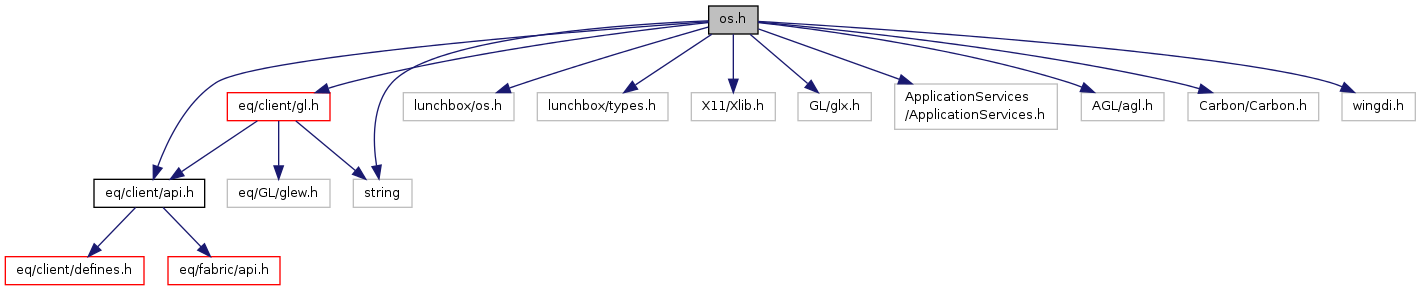 os.h
eq/client/gl.h
lunchbox/os.h
lunchbox/types.h
X11/Xlib.h
GL/glx.h
ApplicationServices
/ApplicationServices.h
AGL/agl.h
Carbon/Carbon.h
wingdi.h
eq/client/api.h
eq/GL/glew.h
string
eq/client/defines.h
eq/fabric/api.h